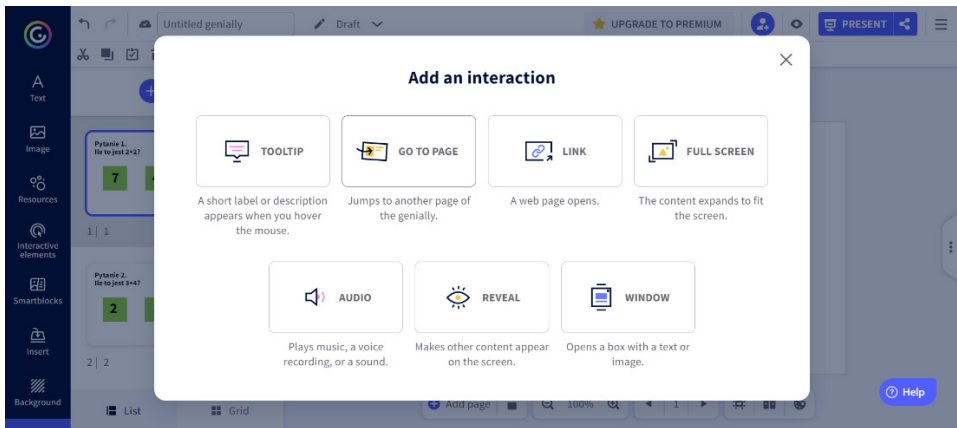 Untitled genially
Draft
UPGRADE TO PREMIUM
PRESENT
Text
Image
Resources
Interactive
elements
Smartblocks
Insert
Background
Pytanie 1.
Ile to jest 2+2?
7
1 | 1
Pytanie 2.
Ile to jest 3+4?
2
2 | 2
List
Grid
Add an interaction
TOOLTIP
A short label or description
appears when you hover
the mouse.
GO TO PAGE
Jumps to another page of
the genially.
LINK
A web page opens.
FULL SCREEN
The content expands to fit
the screen.
AUDIO
Plays music, a voice
recording, or a sound.
REVEAL
Makes other content appear
on the screen.
WINDOW
Opens a box with a text or
image.
Add page
100%
1
Help